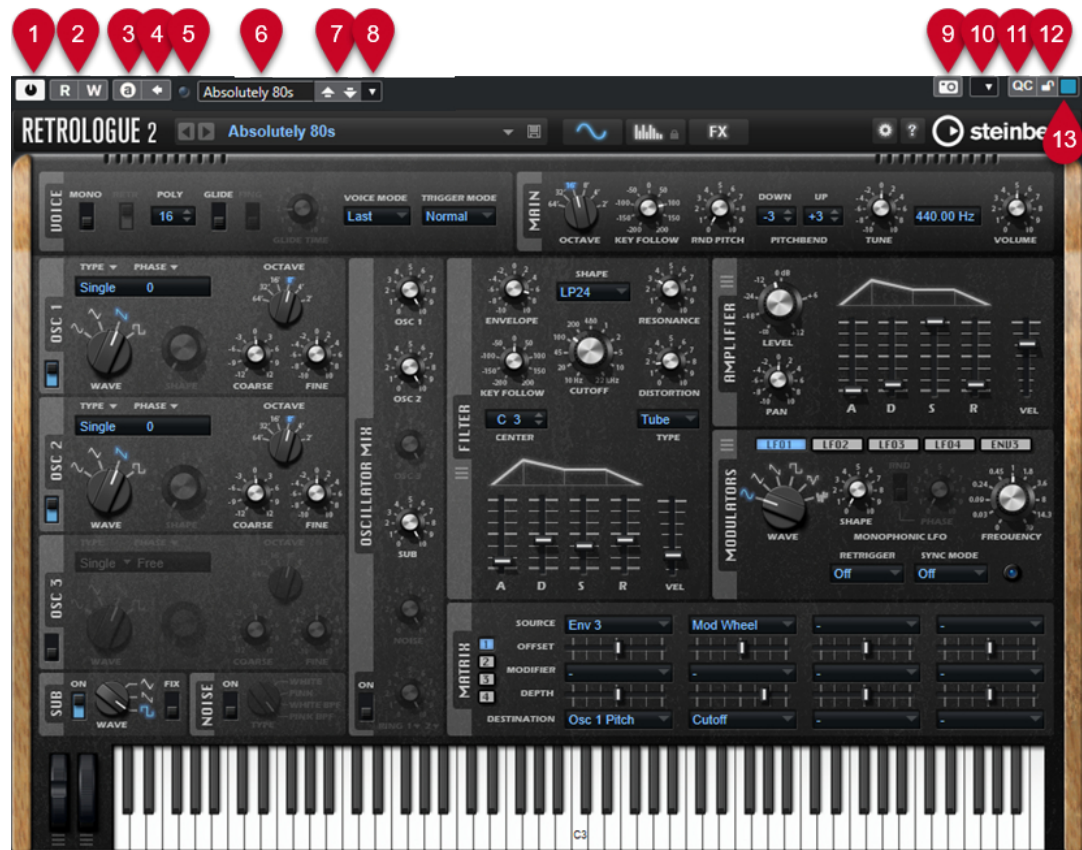 1 2 3 4 5 6 7 8 9 10 11 12
R W a Absolutely 80s QC
13
RETROLOGUE 2 Absolutely 80s FX ? steinbe
VOICE MONO POLY GLIDE VOICE MODE TRIGGER MODE
16 Last Normal
GLIDE TIME
MAIN DOWN UP
-3 +3 440.00 Hz
OCTAVE KEY FOLLOW RND PITCH PITCHBEND TUNE VOLUME
OSC 1 TYPE PHASE OCTAVE
Single 0
WAVE SHAPE COARSE FINE
OSC 2 TYPE PHASE OCTAVE
Single 0
WAVE SHAPE COARSE FINE
OSC 3 TYPE PHASE OCTAVE
Single Free
WAVE SHAPE COARSE FINE
SUB ON WAVE FIX
NOISE ON TYPE
WHITE
PINK
WHITE BPF
PINK BPF
OSCILLATOR MIX
OSC 1
OSC 2
OSC 3
SUB
NOISE
ON
RING 1 2
FILTER
SHAPE
LP24
ENVELOPE RESONANCE
KEY FOLLOW CUTOFF DISTORTION
C 3 Tube
CENTER TYPE
A D S R VEL
AMPLIFIER
LEVEL
PAN
A D S R VEL
MODULATORS
LFO1 LFO2 LFO3 LFO4 ENV3
RND
PHASE
WAVE SHAPE MONOPHONIC LFO FREQUENCY
RETRIGGER SYNC MODE
Off Off
MATRIX
1
2
3
4
SOURCE Env 3 Mod Wheel - -
OFFSET
MODIFIER - - - -
DEPTH
DESTINATION Osc 1 Pitch Cutoff - -
C3